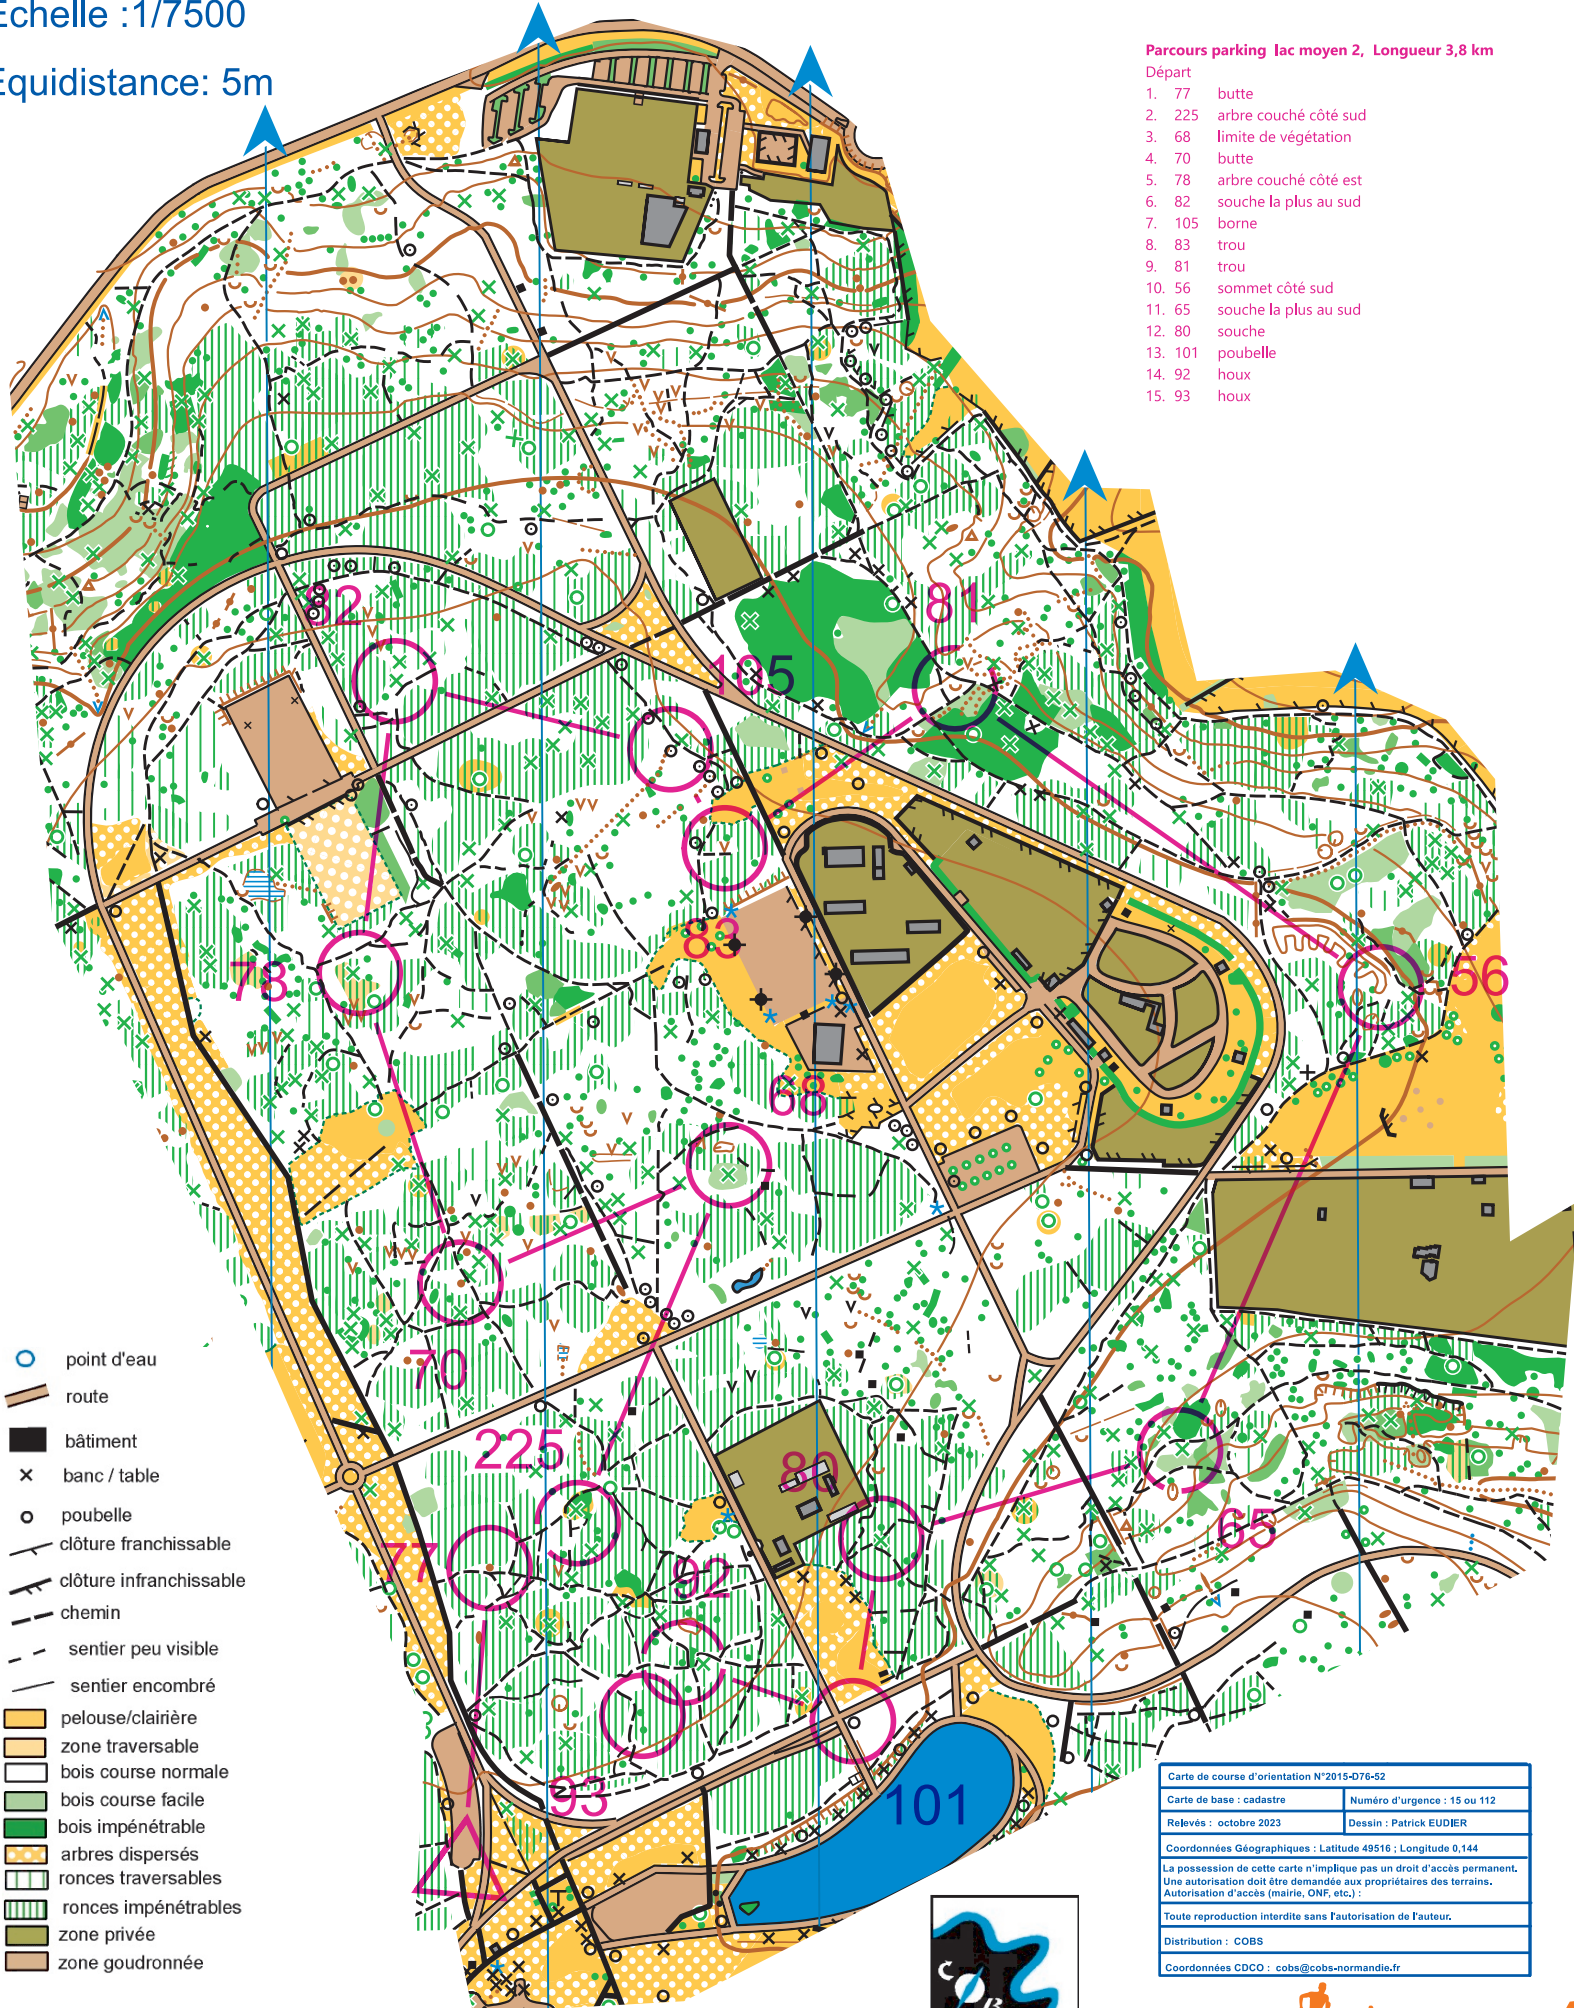 Echelle :1/7500
Equidistance: 5m
Parcours parking lac moyen 2, Longueur 3,8 km
Départ
1. 77 butte
2. 225 arbre couché côté sud
3. 68 limite de végétation
4. 70 butte
5. 78 arbre couché côté est
6. 82 souche la plus au sud
7. 105 borne
8. 83 trou
9. 81 trou
10. 56 sommet côté sud
11. 65 souche la plus au sud
12. 80 souche
13. 101 poubelle
14. 92 houx
15. 93 houx
82
81
105
83
78
56
68
70
225
80
77
92
65
93
101
point d'eau
route
bâtiment
banc / table
poubelle
clôture franchissable
clôture infranchissable
chemin
sentier peu visible
sentier encombré
pelouse/clairière
zone traversable
bois course normale
bois course facile
bois impénétrable
arbres dispersés
ronces traversables
ronces impénétrables
zone privée
zone goudronnée
Carte de course d'orientation N°2015-D76-52
Carte de base : cadastre
Numéro d'urgence : 15 ou 112
Relevés : octobre 2023
Dessin : Patrick EUDIER
Coordonnées Géographiques : Latitude 49516 ; Longitude 0,144
La possession de cette carte n'implique pas un droit d'accès permanent.
Une autorisation doit être demandée aux propriétaires des terrains.
Autorisation d'accès (mairie, ONF, etc.) :
Toute reproduction interdite sans l'autorisation de l'auteur.
Distribution : COBS
Coordonnées CDCO : cobs@cobs-normandie.fr
C O B